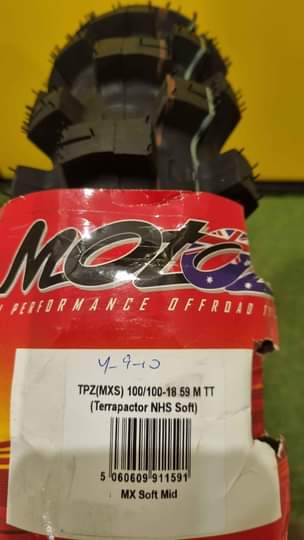 MOTOZ
PERFORMANCE OFFROAD
4-9-10
TPZ(MXS) 100/100-18 59 M TT
(Terrapactor NHS Soft)
5 060609 911591
MX Soft Mid